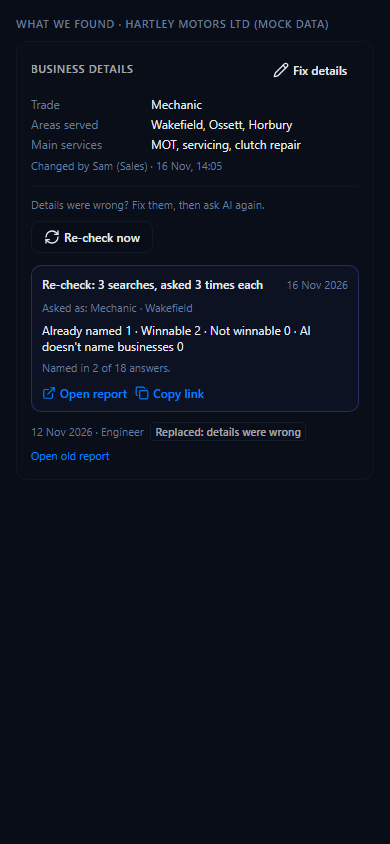 WHAT WE FOUND · HARTLEY MOTORS LTD (MOCK DATA)
BUSINESS DETAILS
Fix details
Trade Mechanic
Areas served Wakefield, Ossett, Horbury
Main services MOT, servicing, clutch repair
Changed by Sam (Sales) · 16 Nov, 14:05
Details were wrong? Fix them, then ask AI again.
Re-check now
Re-check: 3 searches, asked 3 times each 16 Nov 2026
Asked as: Mechanic · Wakefield
Already named 1 · Winnable 2 · Not winnable 0 · AI
doesn't name businesses 0
Named in 2 of 18 answers.
Open report Copy link
12 Nov 2026 · Engineer Replaced: details were wrong
Open old report